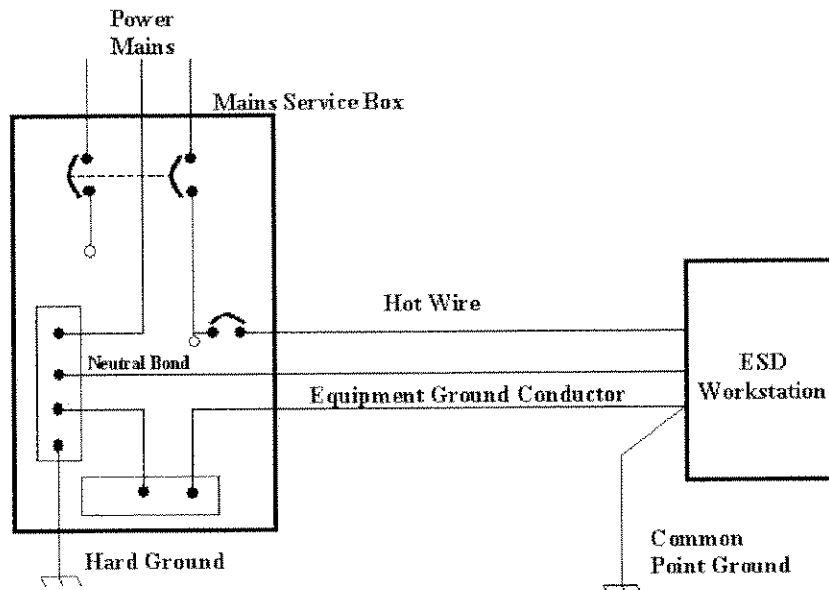 Power
Mains
Mains Service Box
Hot Wire
Neutral Bond
ESD
Workstation
Equipment Ground Conductor
Hard Ground
Common
Point Ground